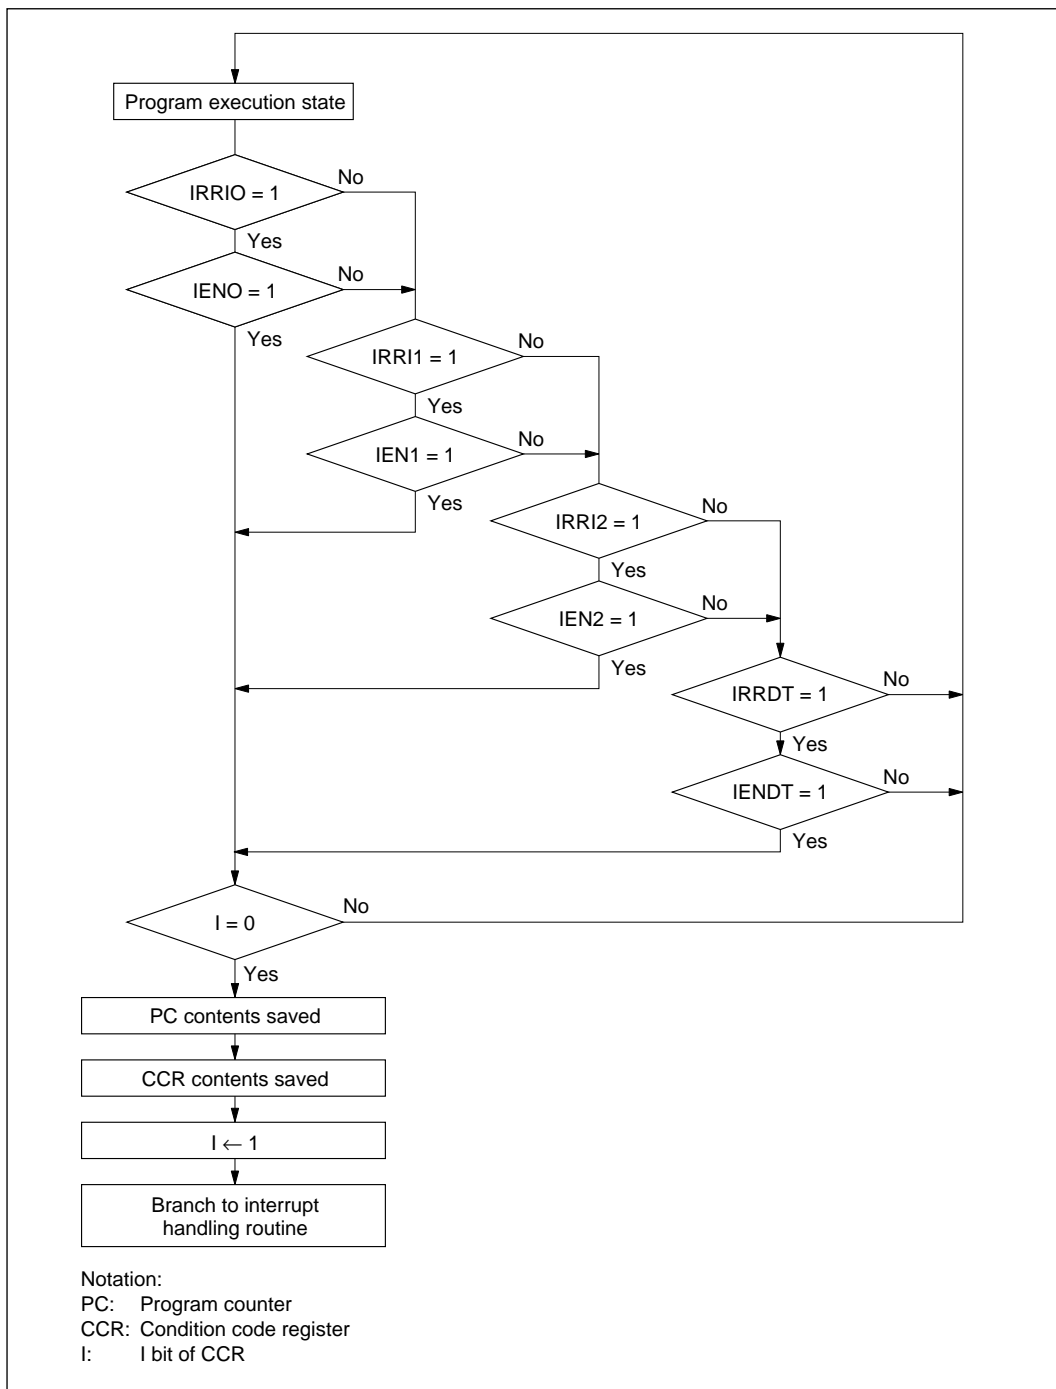 Program execution state
IRRIO = 1
No
Yes
IENO = 1
No
Yes
IRRI1 = 1
No
Yes
IEN1 = 1
No
Yes
IRRI2 = 1
No
Yes
IEN2 = 1
No
Yes
IRRDT = 1
No
Yes
IENDT = 1
No
Yes
I = 0
No
Yes
PC contents saved
CCR contents saved
I ← 1
Branch to interrupt
handling routine
Notation:
PC: Program counter
CCR: Condition code register
I: I bit of CCR